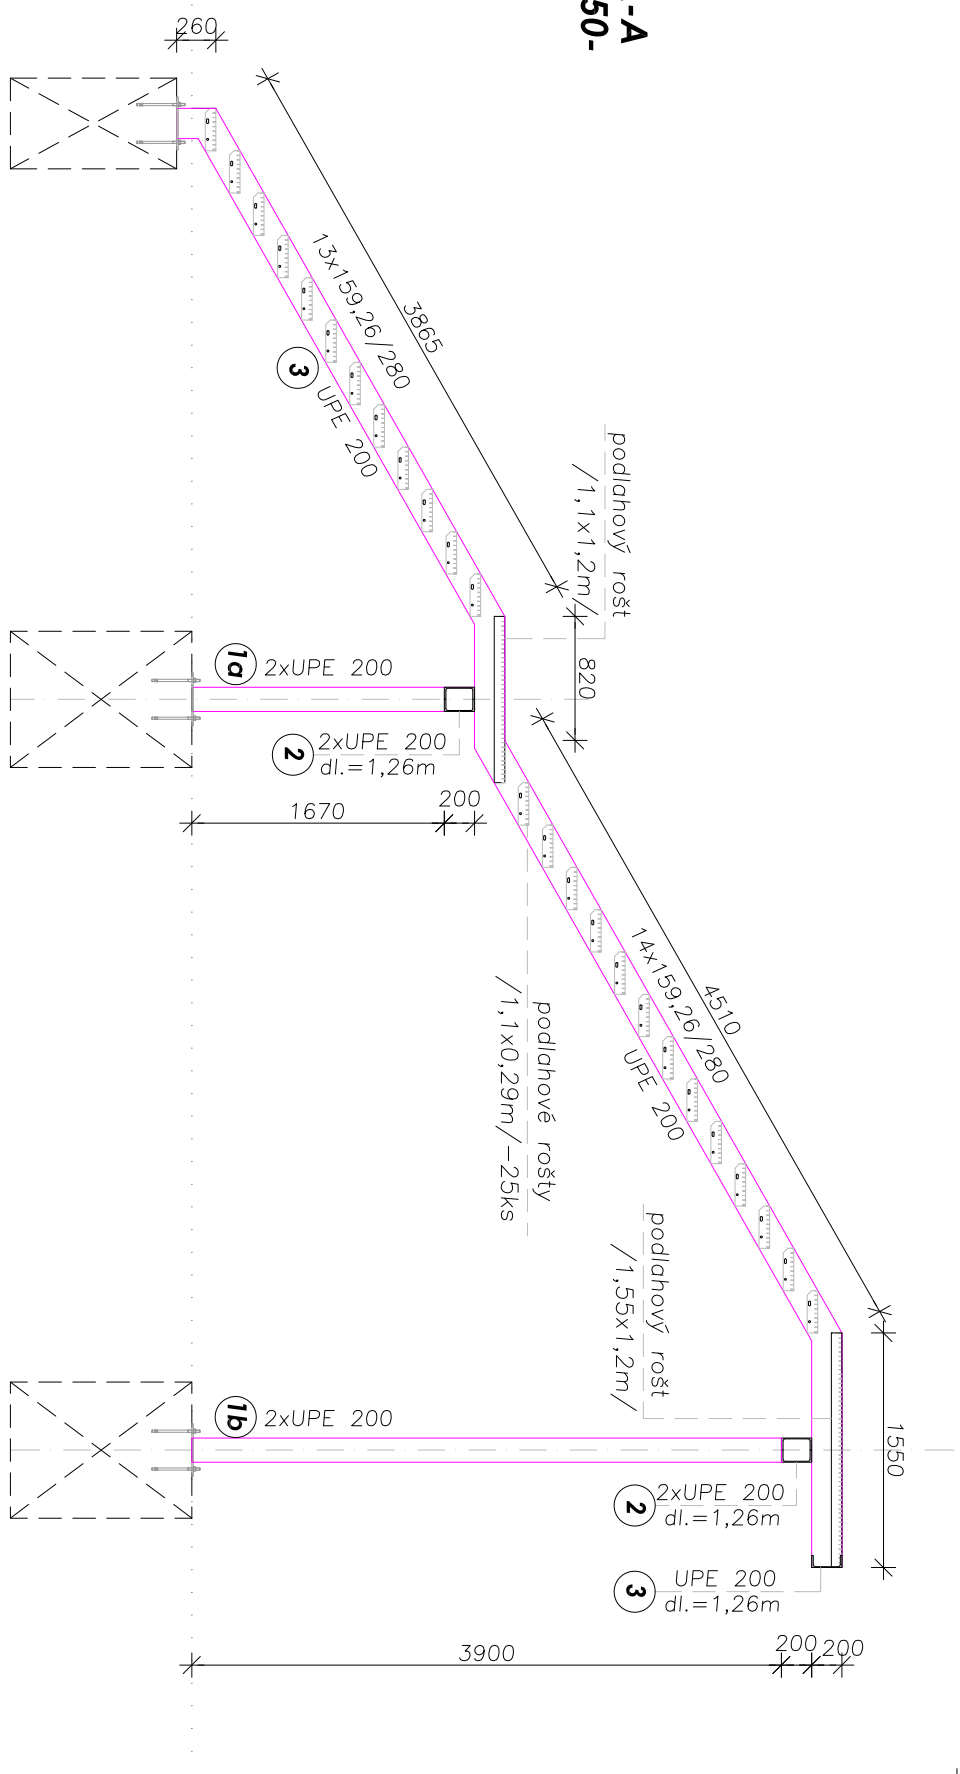 -A
50-
260
3865
13x159,26/280
3
UPE 200
podlahový rošt
/1,1x1,2m/
820
1a
2xUPE 200
2
2xUPE 200
dl.=1,26m
1670
200
4510
14x159,26/280
UPE 200
podlahové rošty
/1,1x0,29m/-25ks
podlahový rošt
/1,55x1,2m/
1550
1b
2xUPE 200
2
2xUPE 200
dl.=1,26m
3
UPE 200
dl.=1,26m
3900
200
200